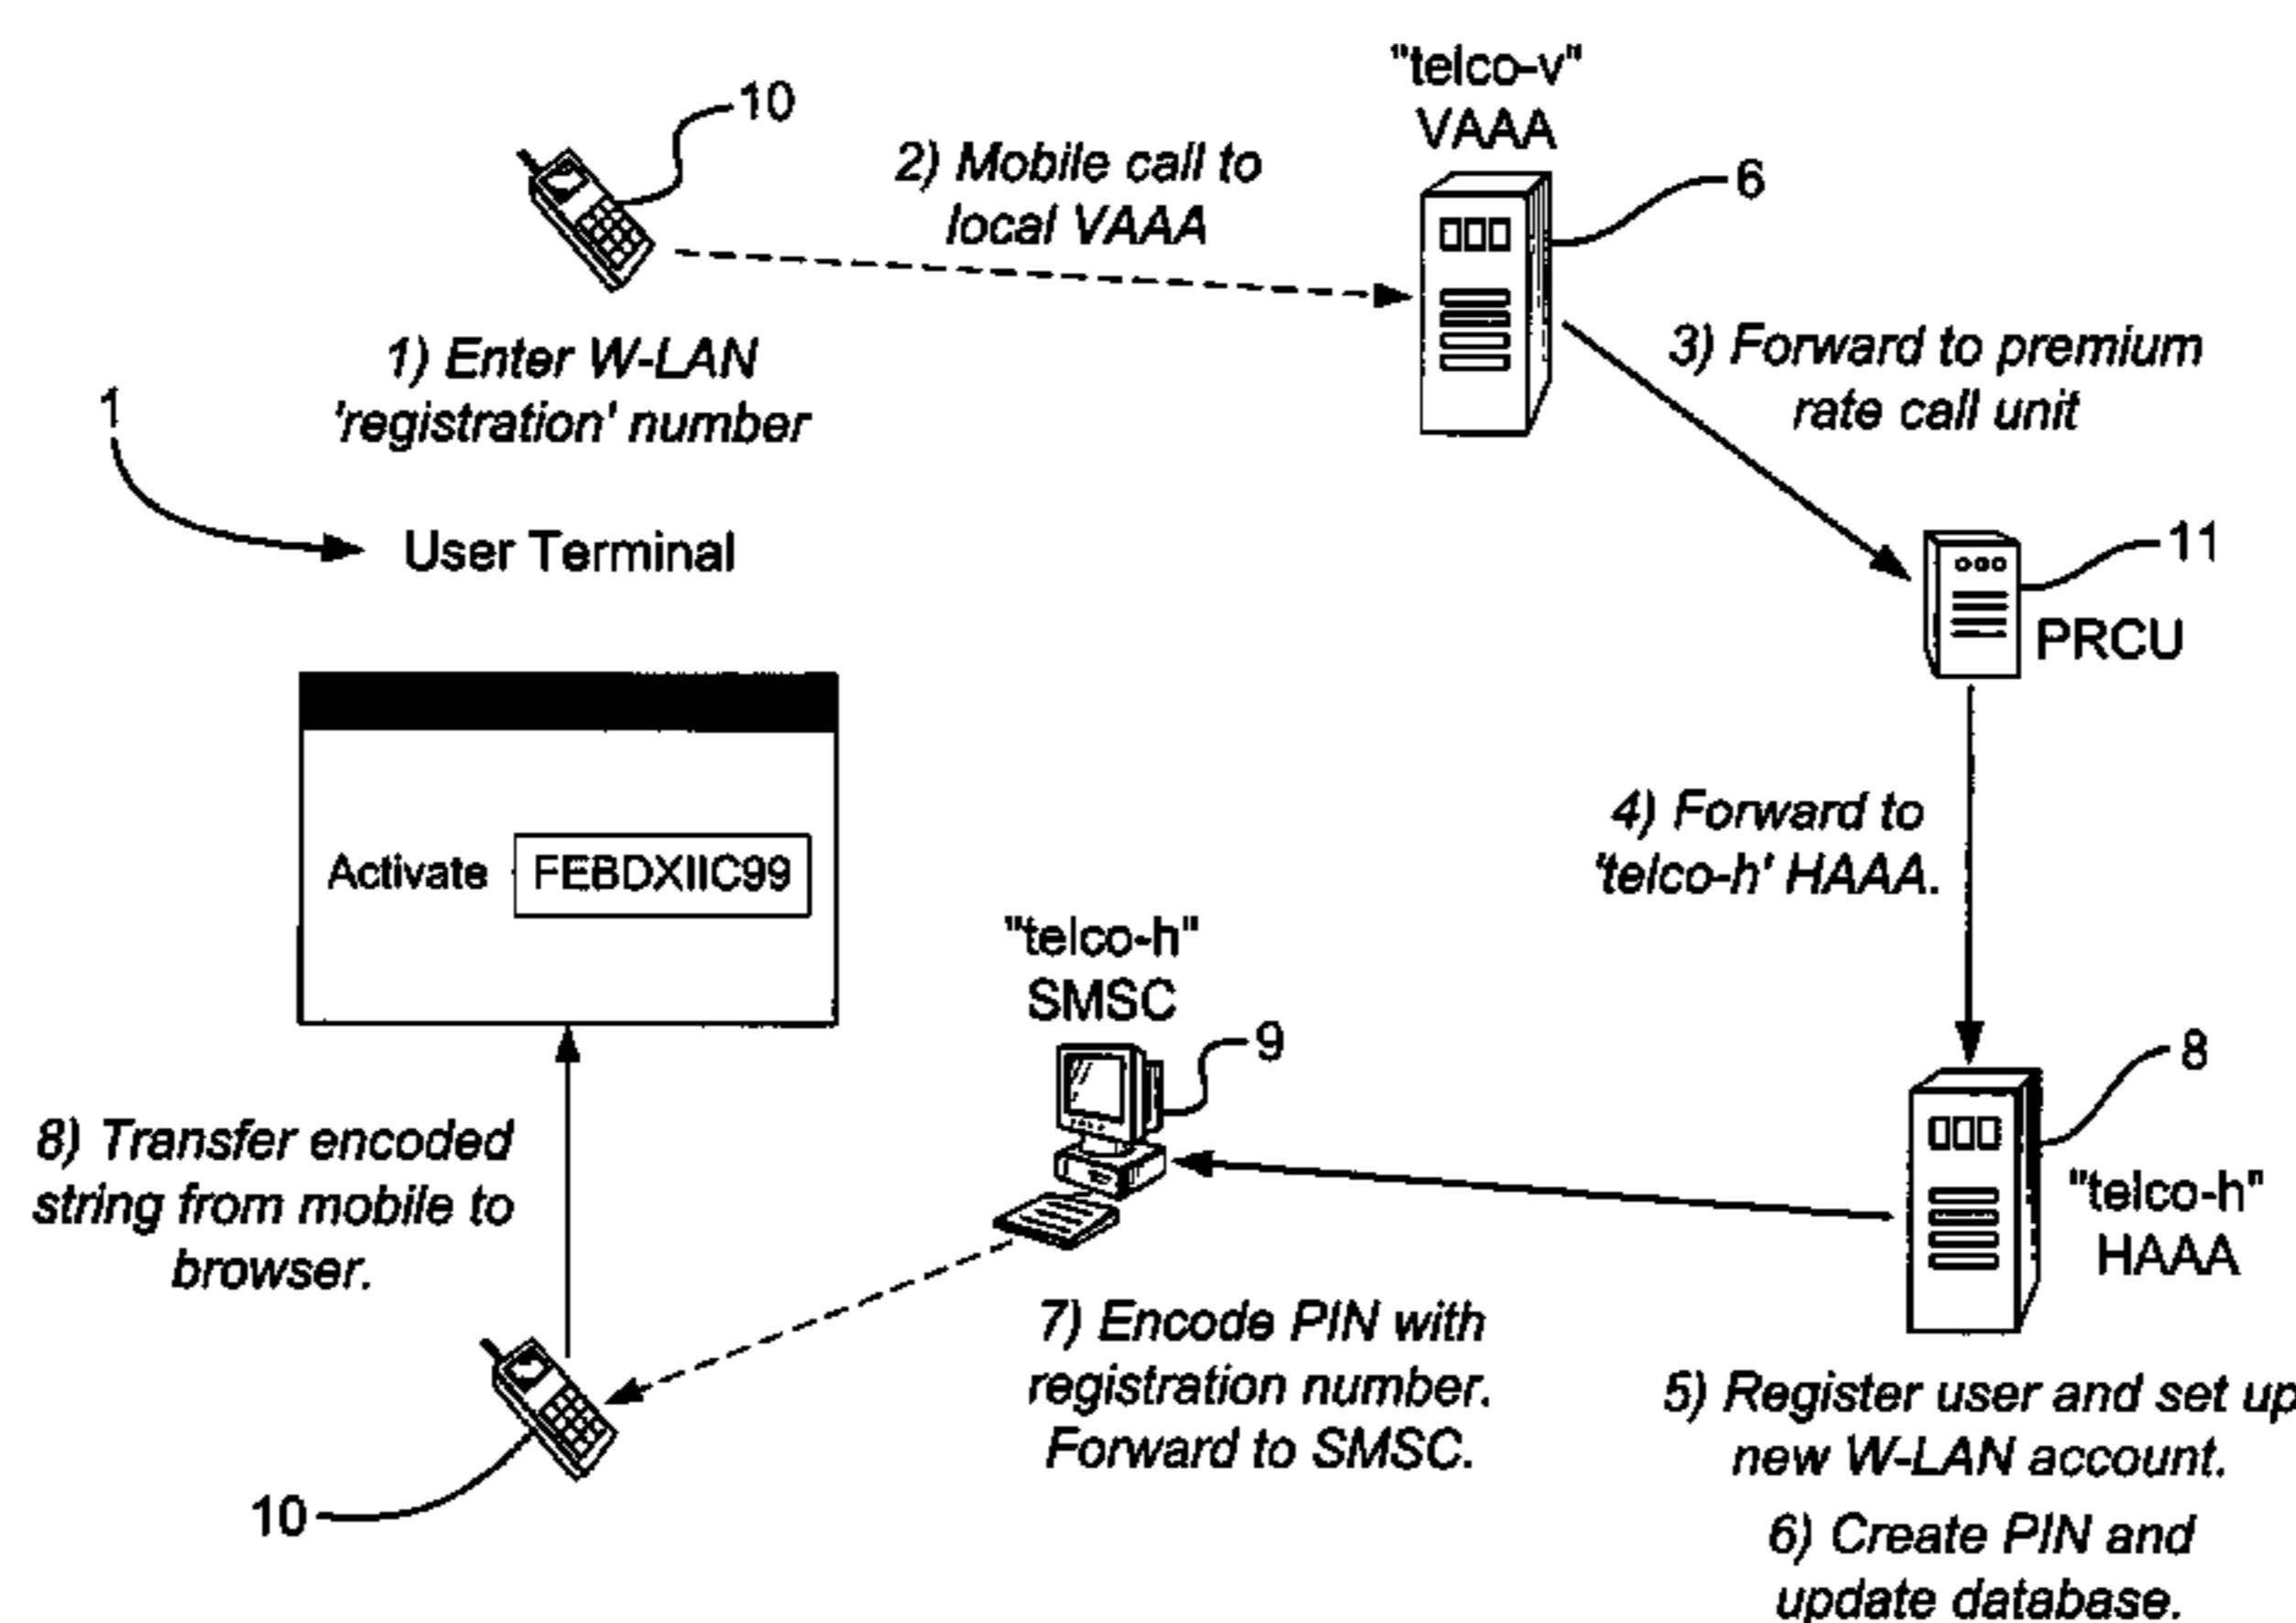 "telco-v"
VAAA
10
6
2) Mobile call to
local VAAA
1) Enter W-LAN
'registration' number
3) Forward to premium
rate call unit
1
User Terminal
11
PRCU
4) Forward to
'telco-h' HAAA.
Activate FEBDXIIC99
"telco-h"
SMSC
9
8
8) Transfer encoded
string from mobile to
browser.
"telco-h"
HAAA
7) Encode PIN with
registration number.
Forward to SMSC.
5) Register user and set up
new W-LAN account.
10
6) Create PIN and
update database.